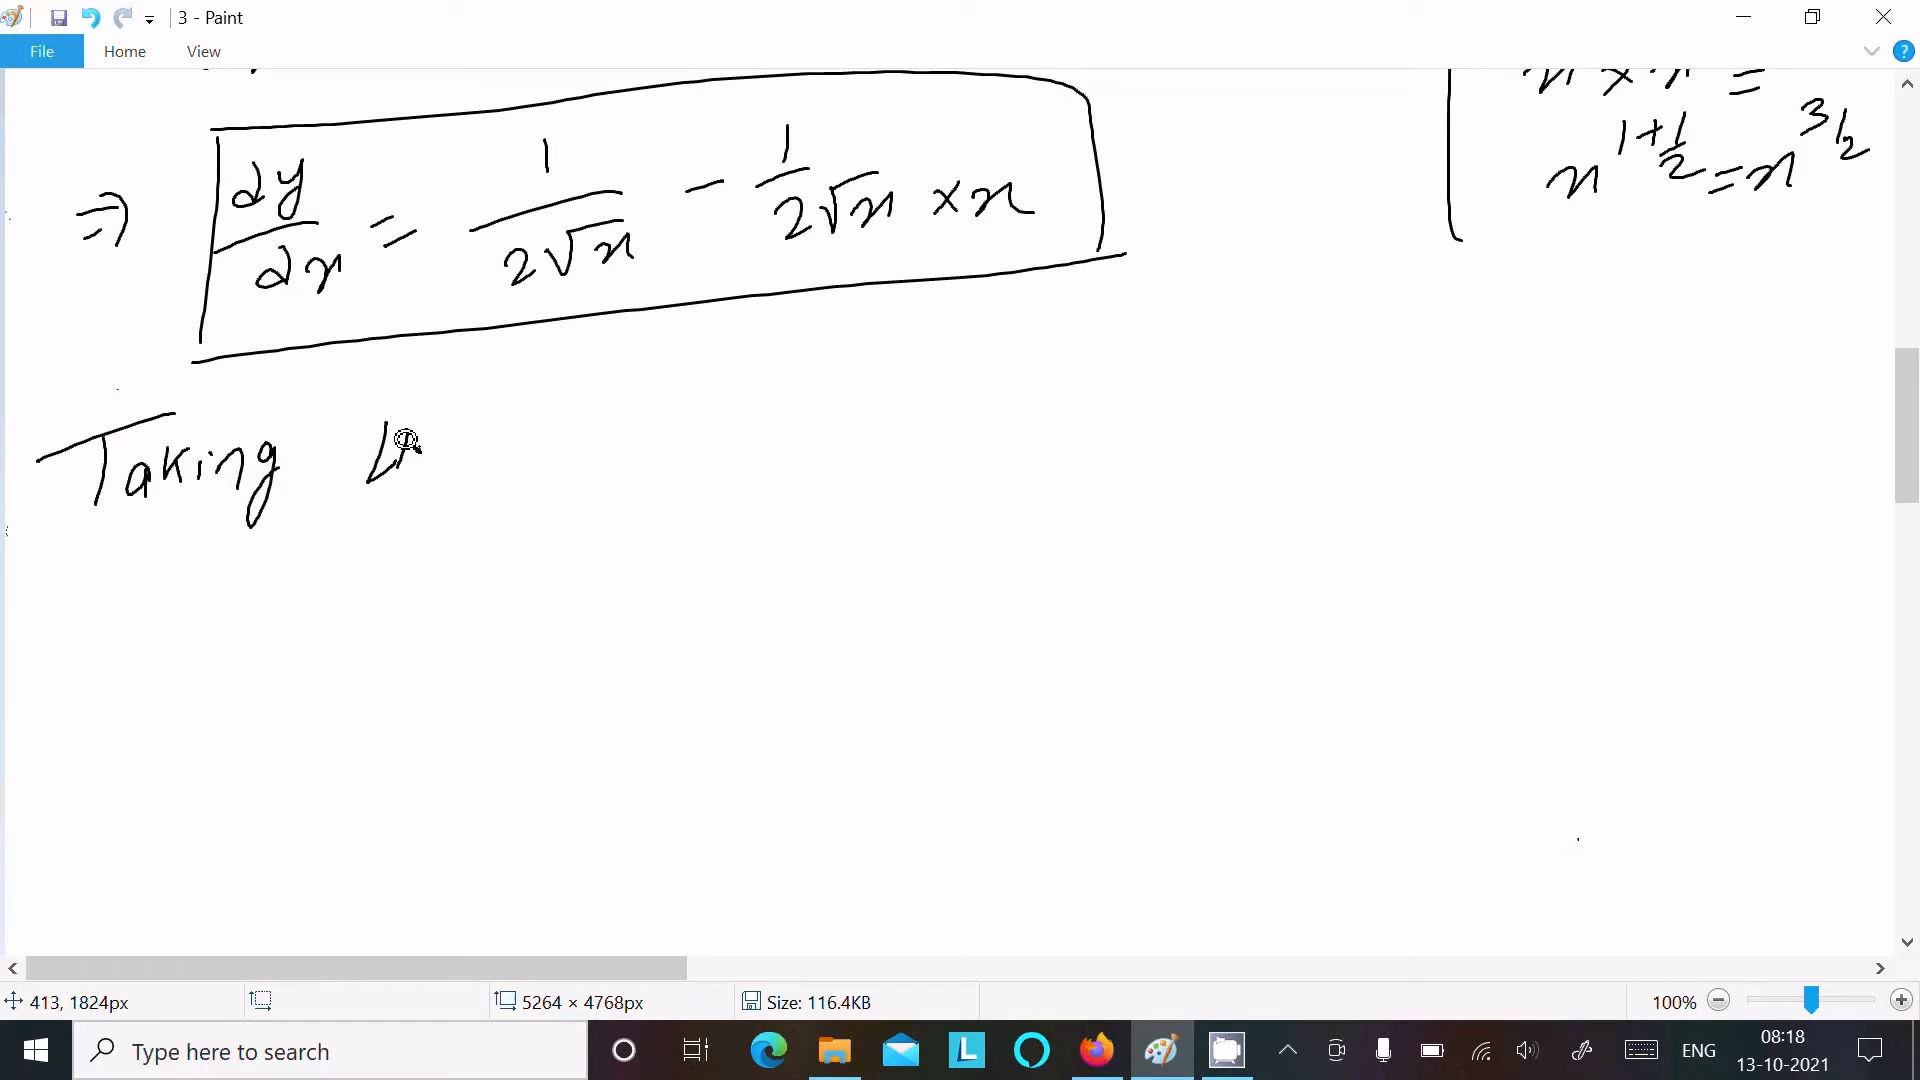 3 - Paint
File Home View
x × x =
x^{1+1/2} = x^{3/2}
⇒ dy/dx = 1/(2√x) - 1/(2√x × x)
Taking
413, 1824px
5264 × 4768px
Size: 116.4KB
100%
Type here to search
L
ENG
08:18
13-10-2021